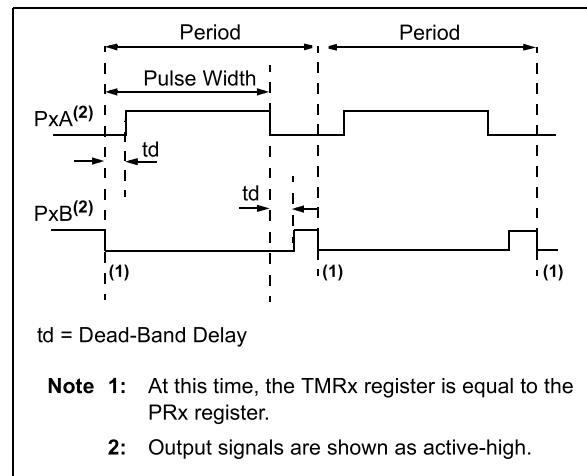 Period Period
Pulse Width
PxA(2)
td
td
PxB(2)
(1) (1) (1)
td = Dead-Band Delay
Note 1: At this time, the TMRx register is equal to the
PRx register.
2: Output signals are shown as active-high.